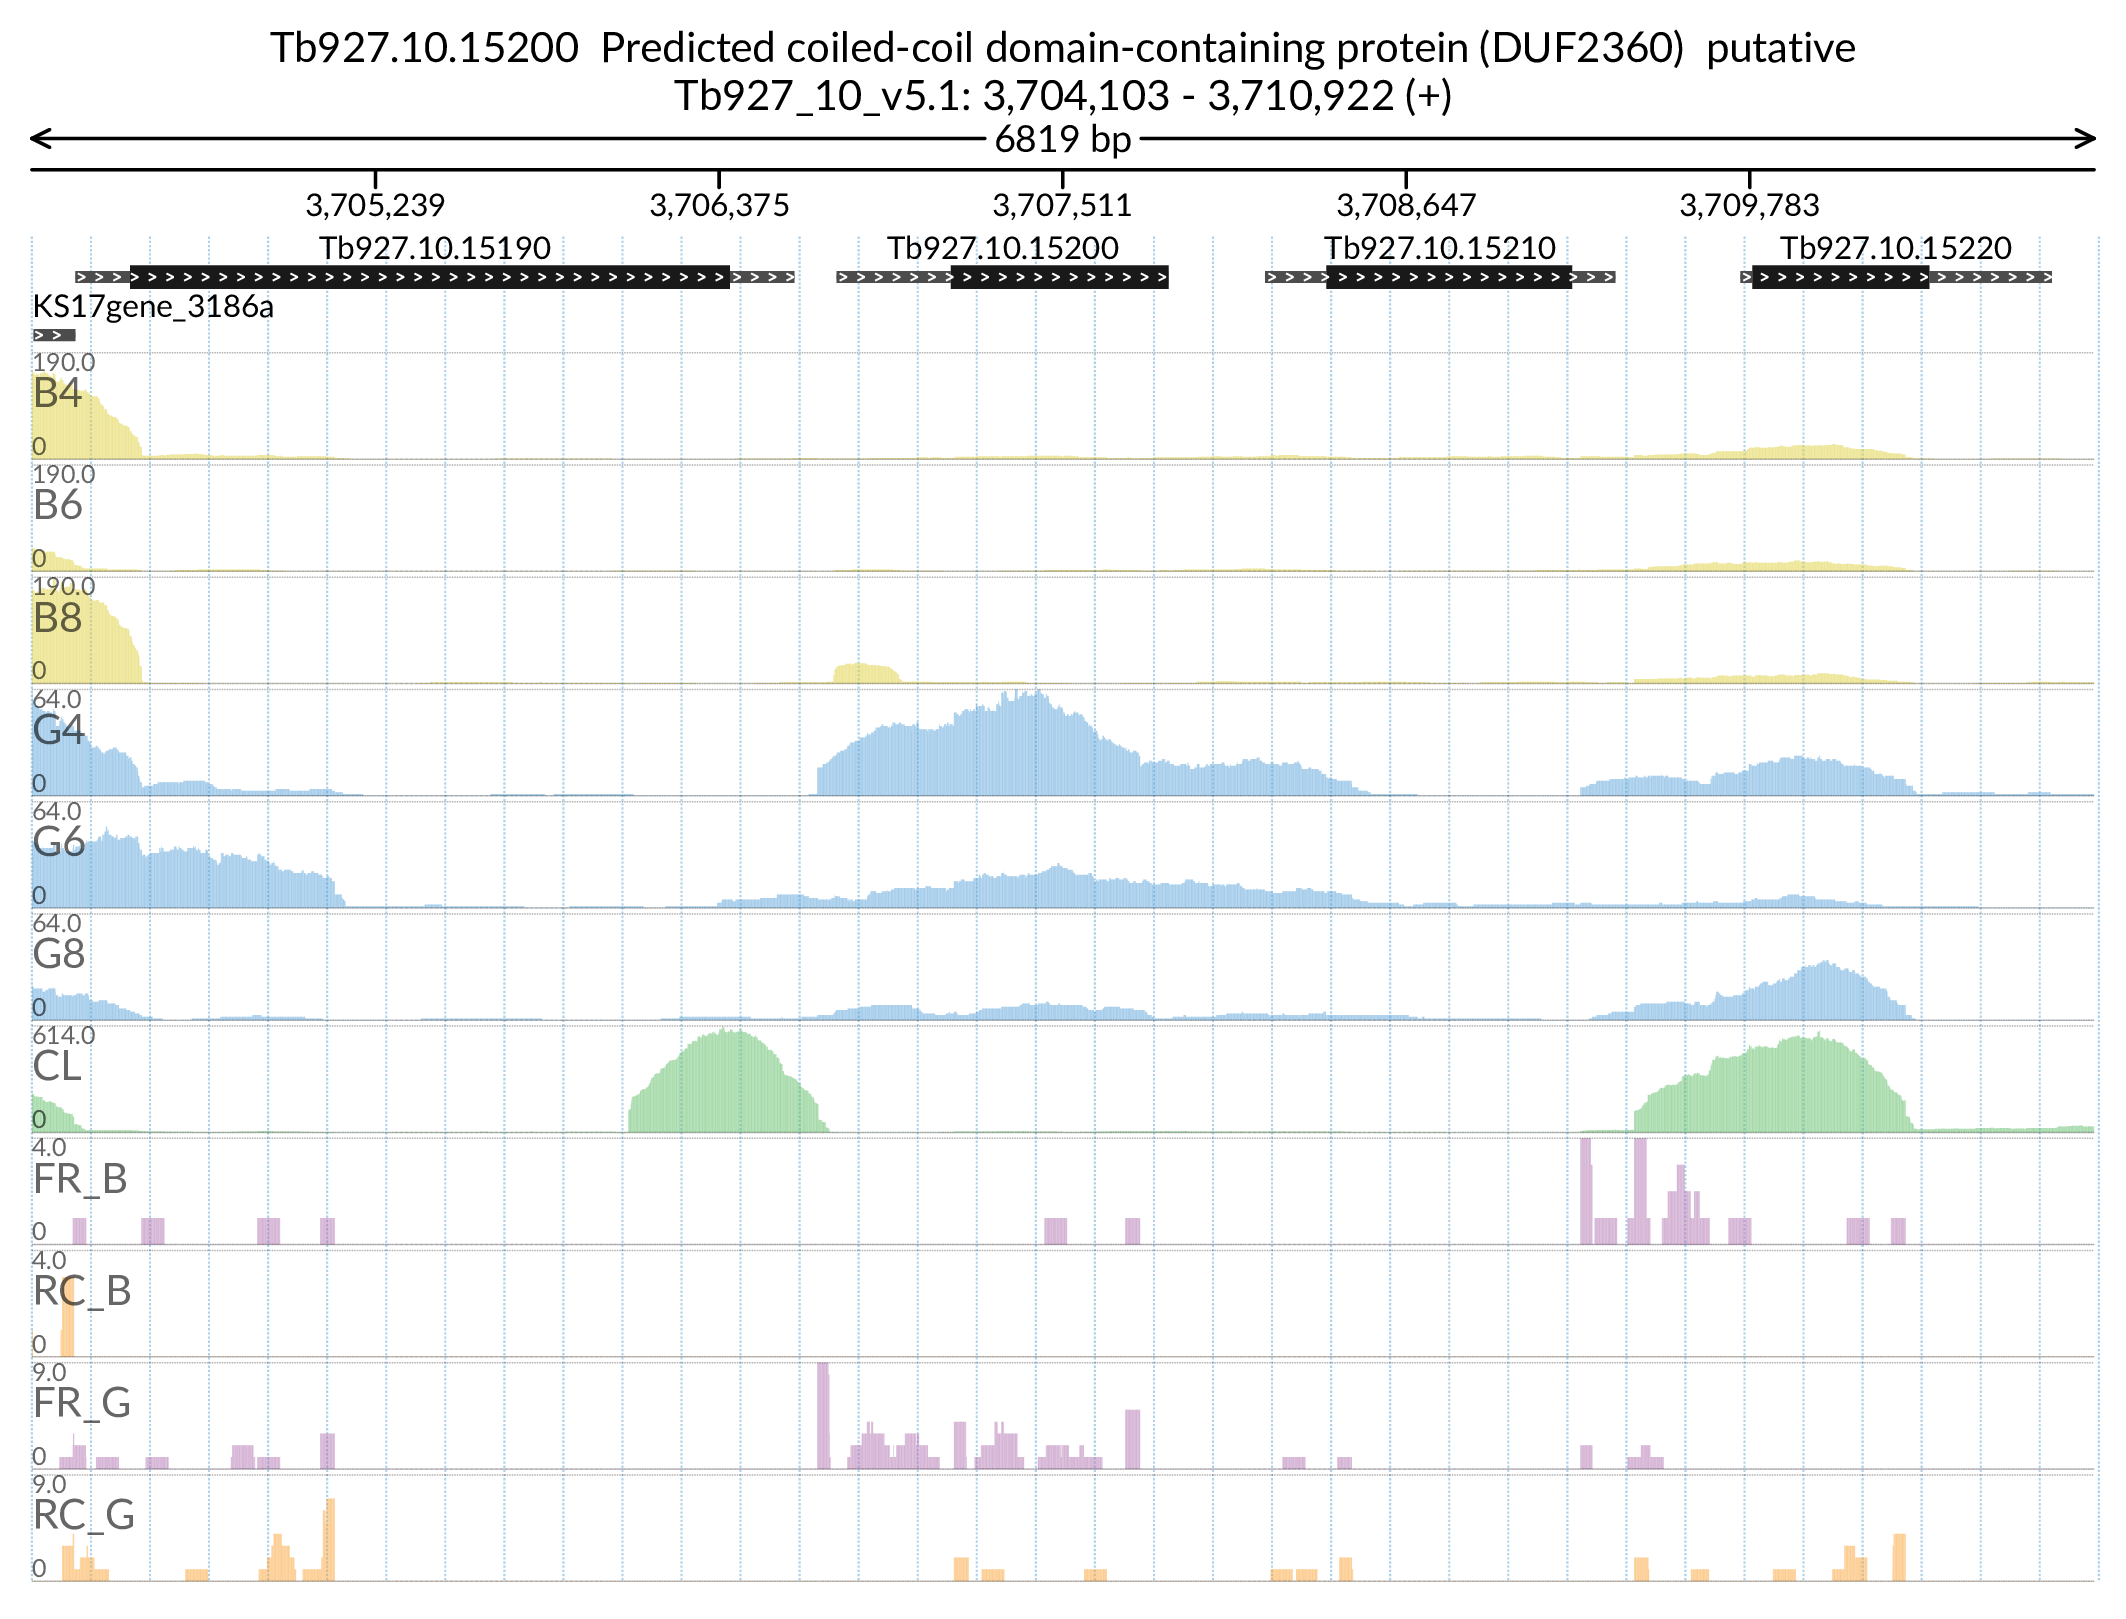 Tb927.10.15200  Predicted coiled-coil domain-containing protein (DUF2360)  putative
Tb927_10_v5.1: 3,704,103 - 3,710,922 (+)
6819 bp
3,705,239 3,706,375 3,707,511 3,708,647 3,709,783
Tb927.10.15190 Tb927.10.15200 Tb927.10.15210 Tb927.10.15220
KS17gene_3186a
190.0
B4
0
190.0
B6
0
190.0
B8
0
64.0
G4
0
64.0
G6
0
64.0
G8
0
614.0
CL
0
4.0
FR_B
0
4.0
RC_B
0
9.0
FR_G
0
9.0
RC_G
0